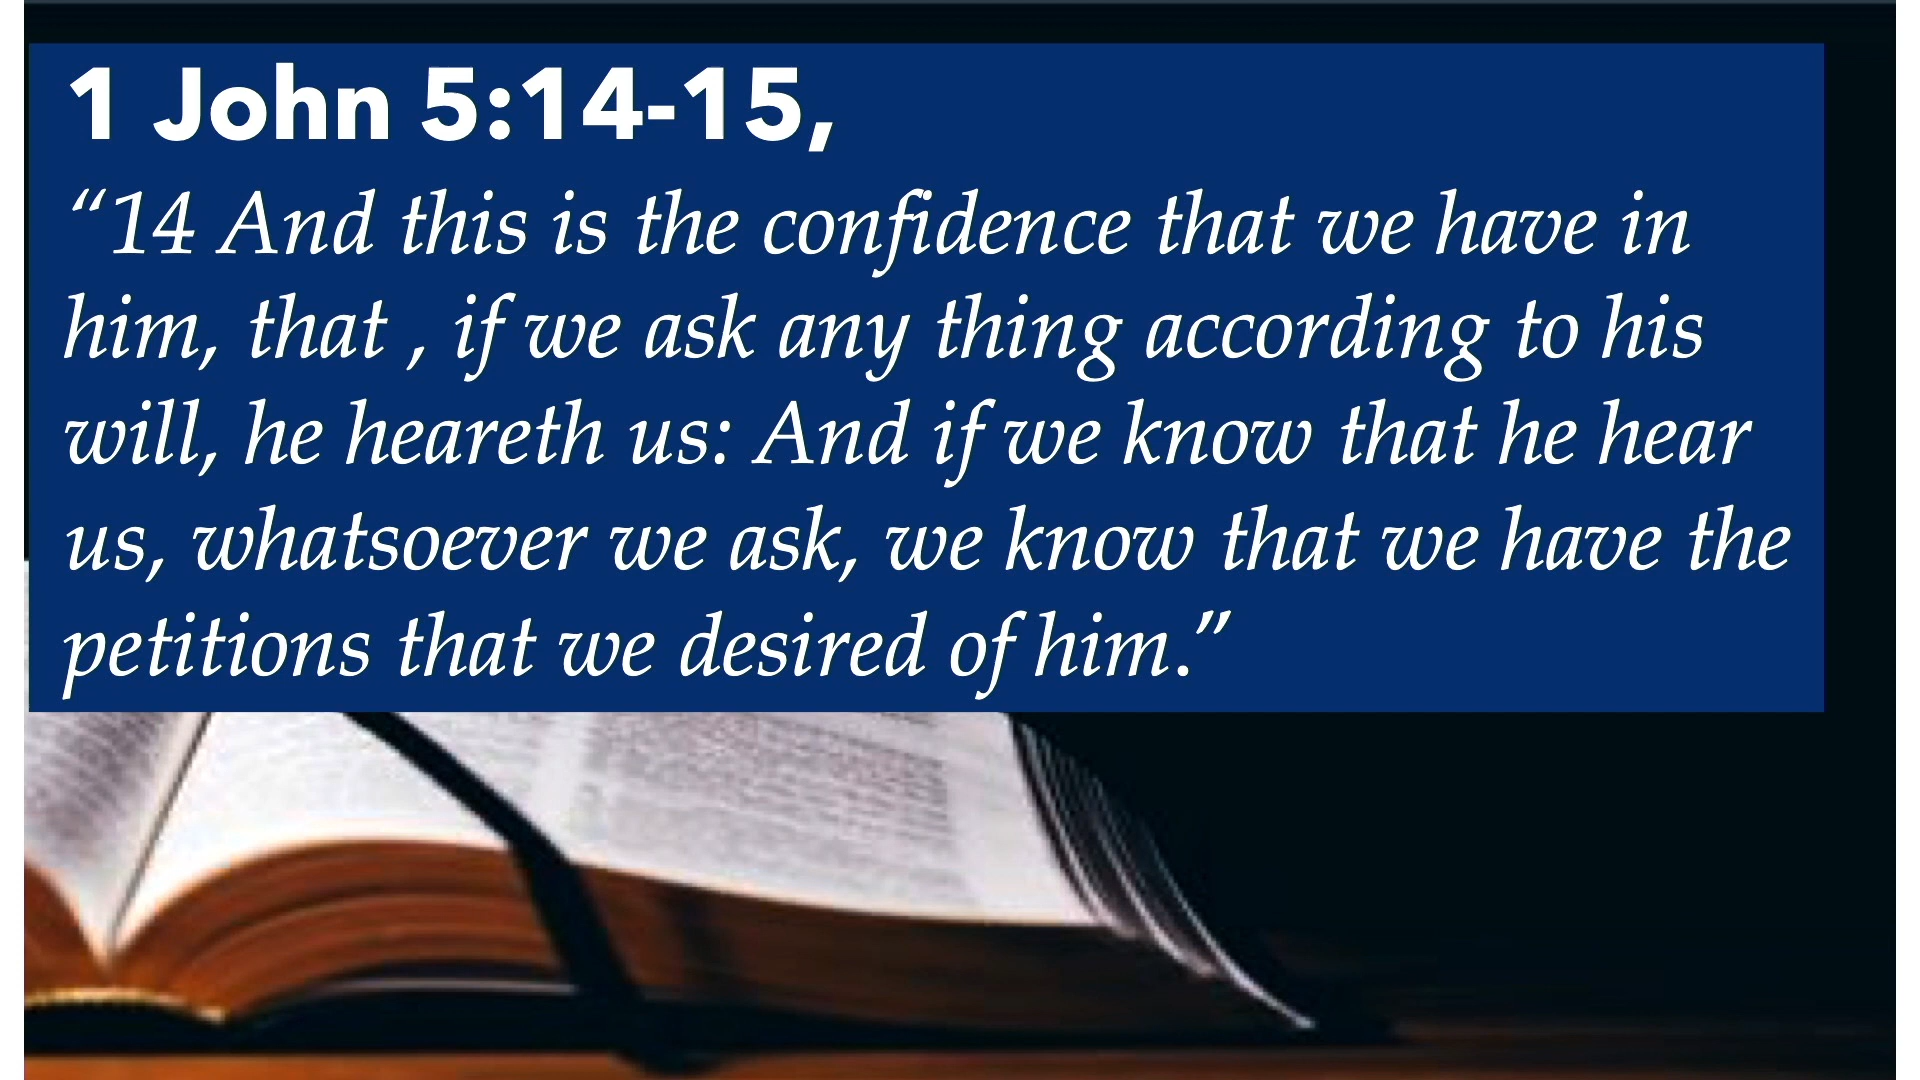 1 John 5:14-15,
“14 And this is the confidence that we have in
him, that , if we ask any thing according to his
will, he heareth us: And if we know that he hear
us, whatsoever we ask, we know that we have the
petitions that we desired of him.”